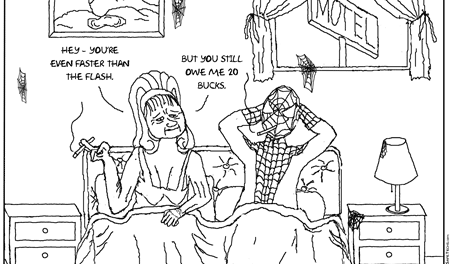 MOTEL
HEY - YOU'RE
EVEN FASTER THAN
THE FLASH.
BUT YOU STILL
OWE ME 20
BUCKS.